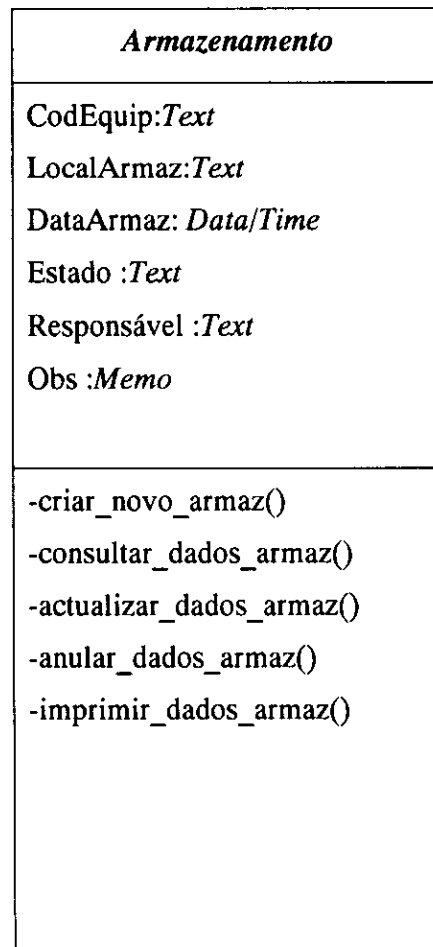 Armazenamento
CodEquip:Text
LocalArmaz:Text
DataArmaz: Data/Time
Estado :Text
Responsável :Text
Obs :Memo
-criar_novo_armaz()
-consultar_dados_armaz()
-actualizar_dados_armaz()
-anular_dados_armaz()
-imprimir_dados_armaz()